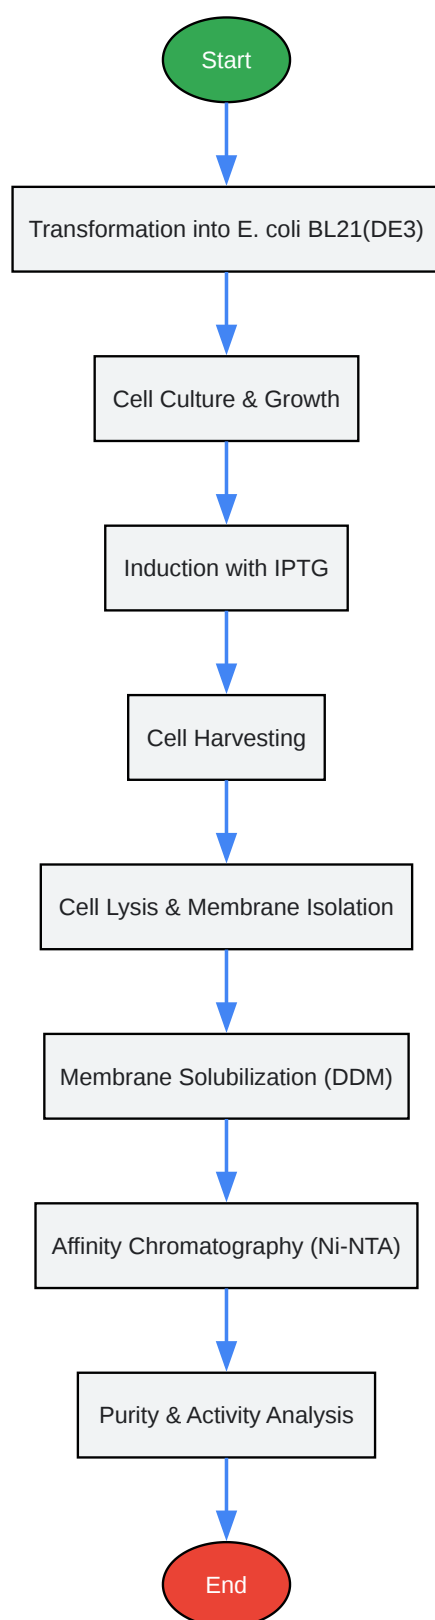 Start
Transformation into E. coli BL21(DE3)
Cell Culture & Growth
Induction with IPTG
Cell Harvesting
Cell Lysis & Membrane Isolation
Membrane Solubilization (DDM)
Affinity Chromatography (Ni-NTA)
Purity & Activity Analysis
End